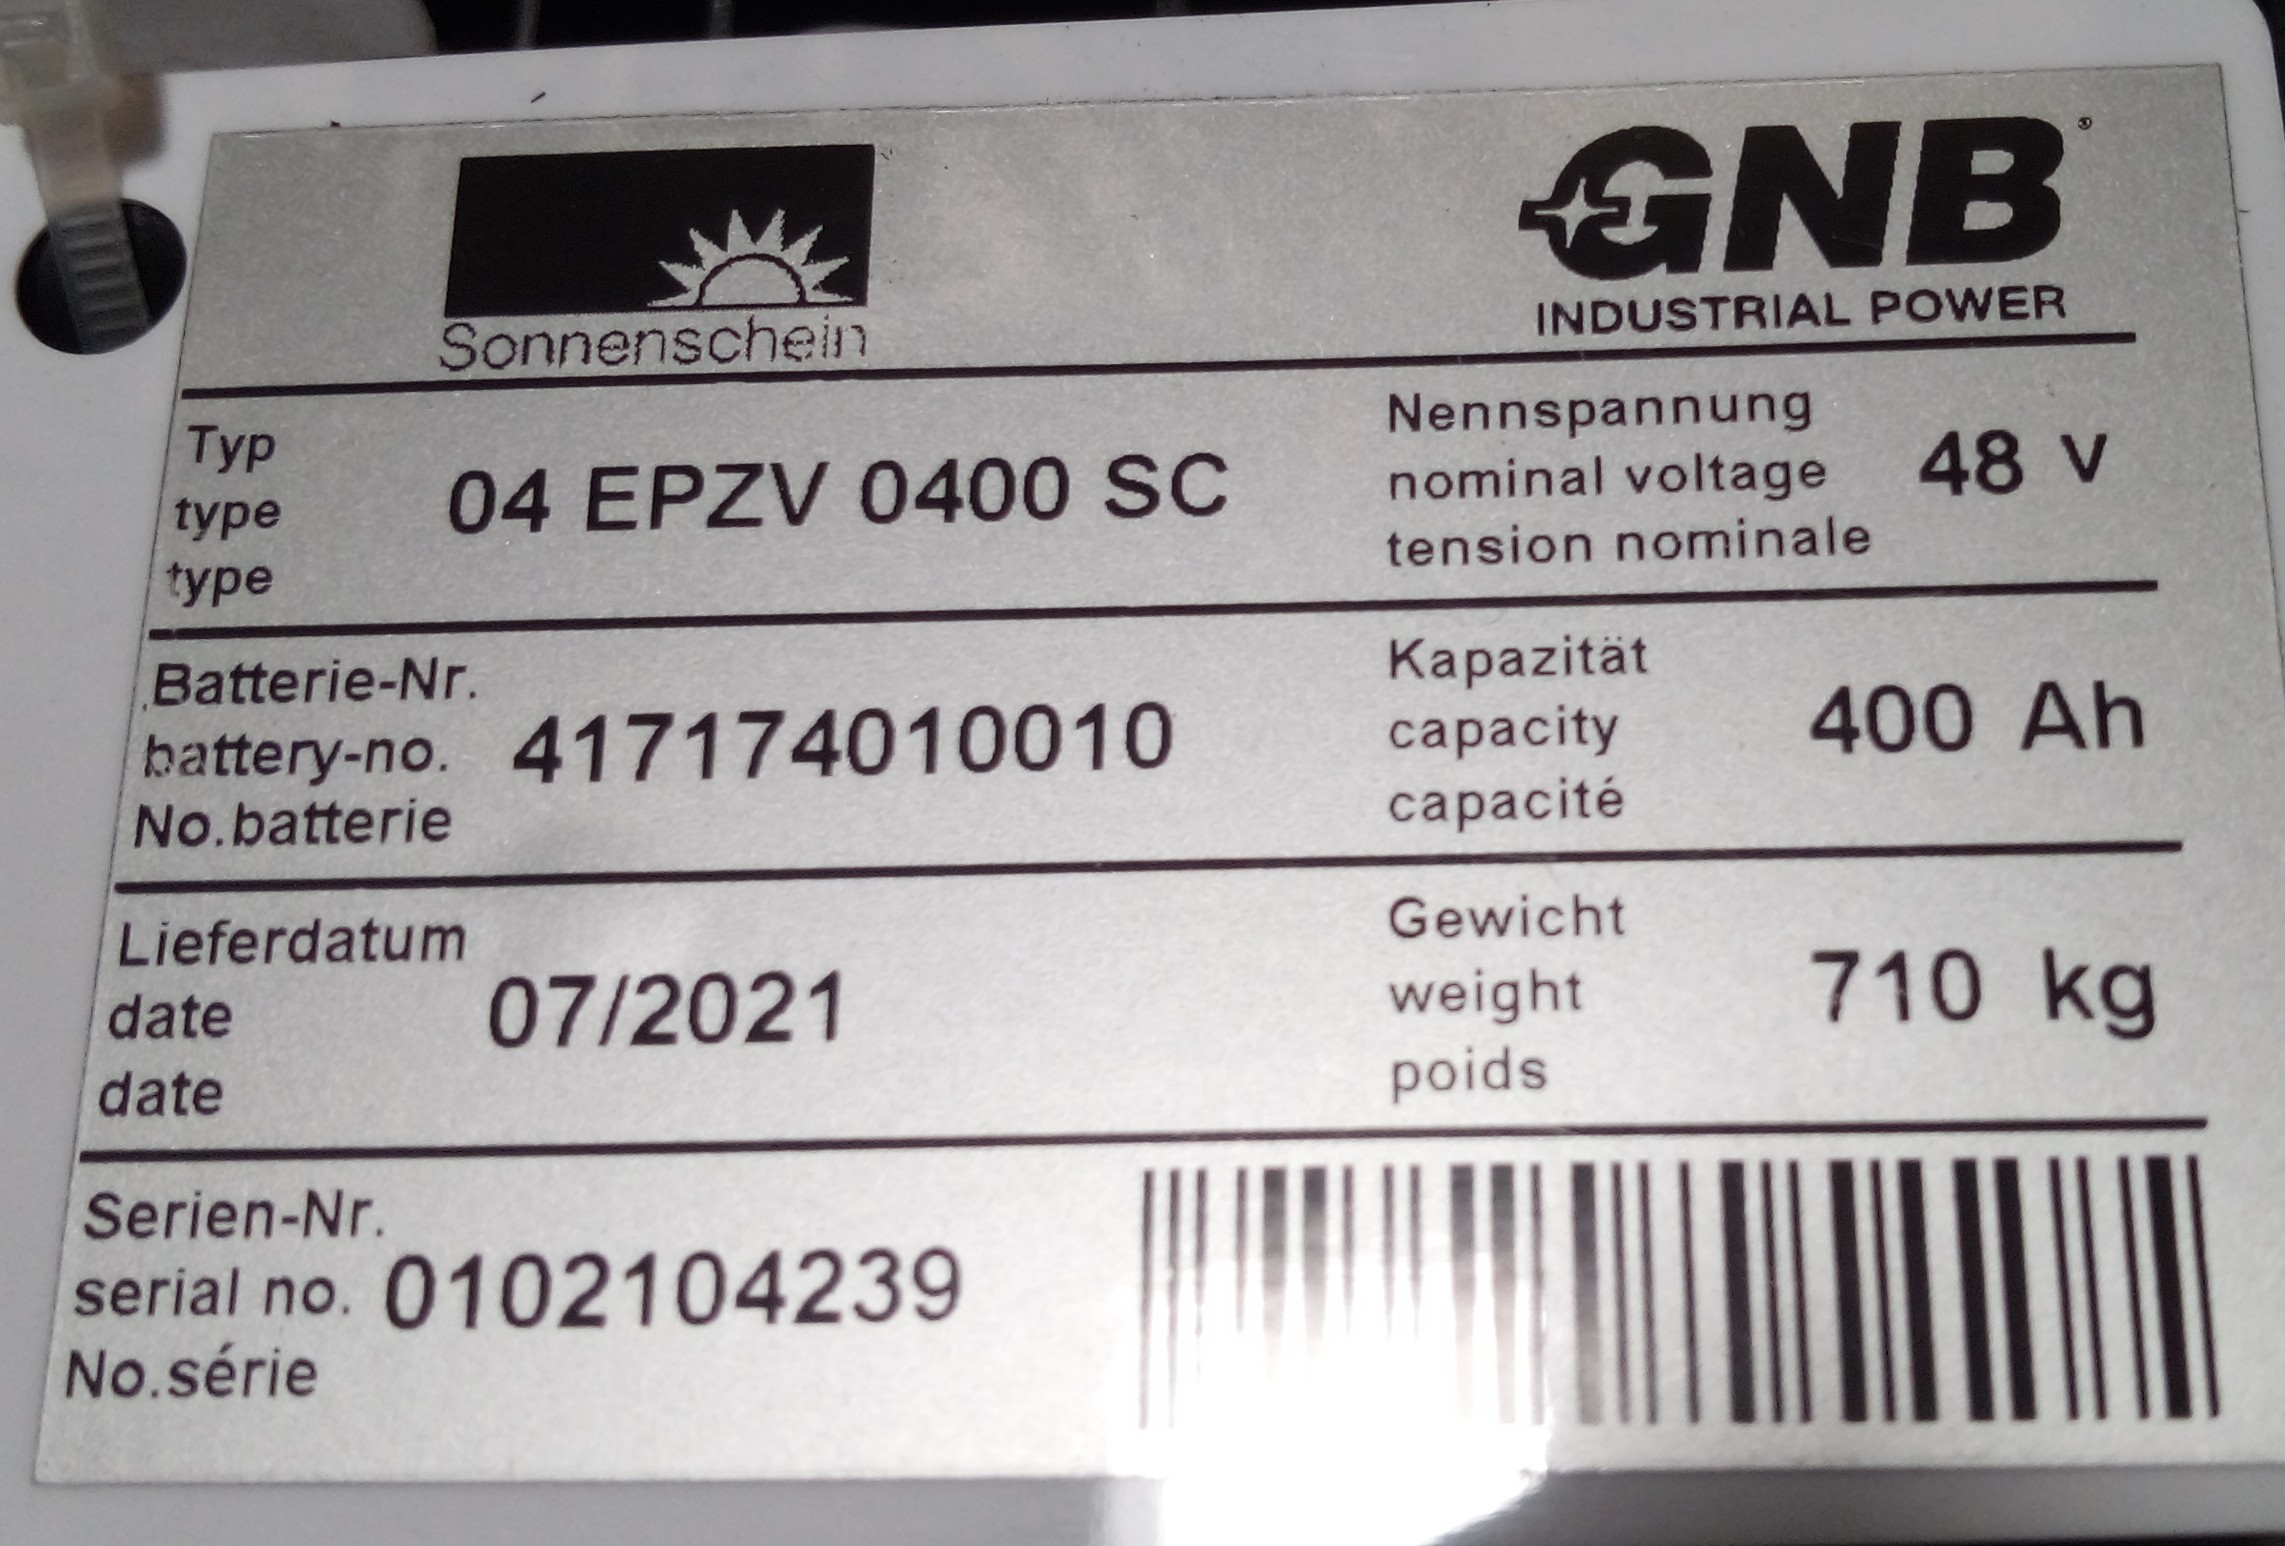 Sonnenschein
GNB®
INDUSTRIAL POWER
Typ
type
type
04 EPZV 0400 SC
Nennspannung
nominal voltage
tension nominale
48 V
Batterie-Nr.
battery-no.
No.batterie
417174010010
Kapazität
capacity
capacité
400 Ah
Lieferdatum
date
date
07/2021
Gewicht
weight
poids
710 kg
Serien-Nr.
serial no.
No.série
0102104239